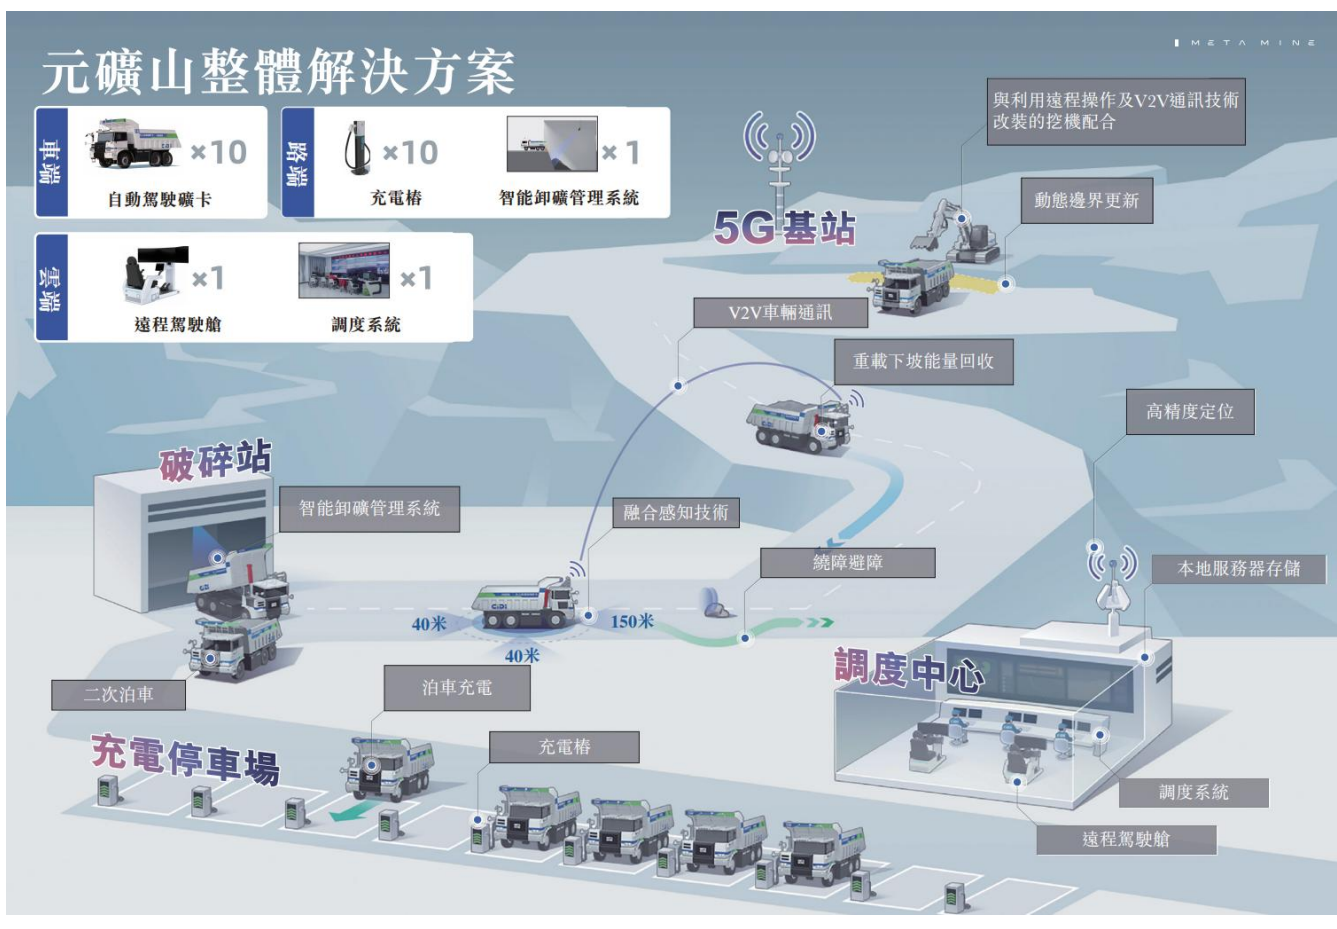 META MINE
元礦山整體解決方案
車端
×10
自動駕駛礦卡
路端
×10
充電樁
×1
智能卸礦管理系統
雲端
×1
遠程駕駛艙
×1
調度系統
5G基站
與利用遠程操作及V2V通訊技術
改裝的挖機配合
動態邊界更新
V2V車輛通訊
重載下坡能量回收
高精度定位
破碎站
智能卸礦管理系統
融合感知技術
繞障避障
本地服務器存儲
CiDi
CiDi
40米
150米
40米
調度中心
二次泊車
泊車充電
充電停車場
充電樁
調度系統
遠程駕駛艙